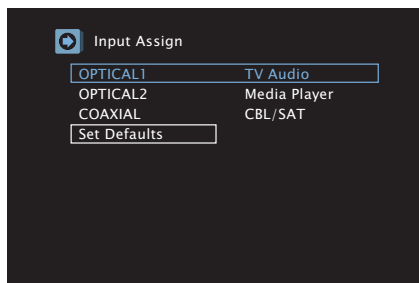 Input Assign
OPTICAL1 TV Audio
OPTICAL2 Media Player
COAXIAL CBL/SAT
Set Defaults